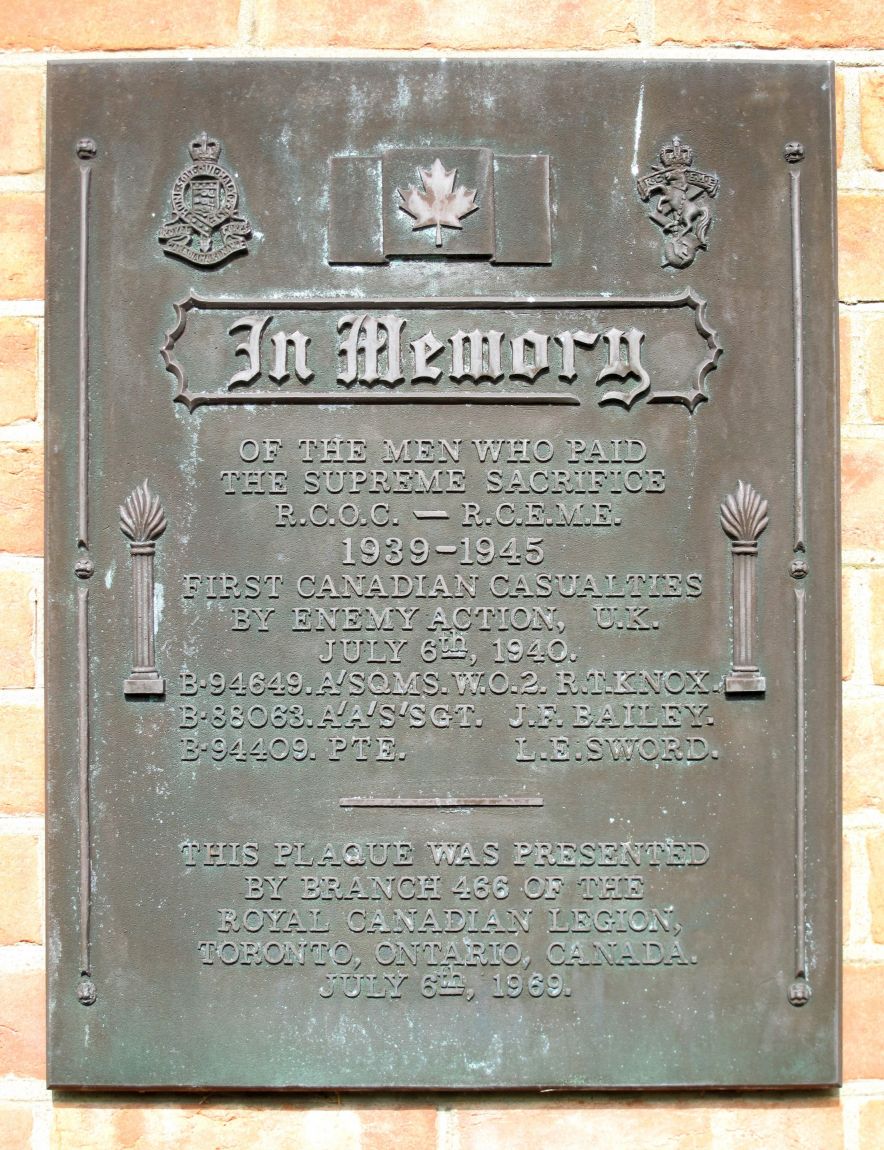 In Memory
OF THE MEN WHO PAID
THE SUPREME SACRIFICE
R.C.O.C. — R.C.E.M.E.
1939-1945
FIRST CANADIAN CASUALTIES
BY ENEMY ACTION, U.K.
JULY 6th, 1940.
B·94649. A'SQMS. W.O.2. R.T.KNOX.
B·88063. A'A'S'SGT. J.F. BAILEY.
B·94409. PTE. L.E.SWORD.
THIS PLAQUE WAS PRESENTED
BY BRANCH 466 OF THE
ROYAL CANADIAN LEGION,
TORONTO, ONTARIO, CANADA.
JULY 6th, 1969.